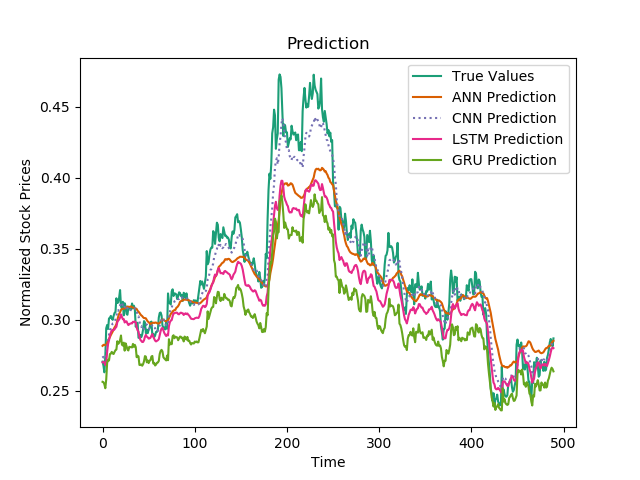 Prediction
True Values
ANN Prediction
CNN Prediction
LSTM Prediction
GRU Prediction
Normalized Stock Prices
0.45
0.40
0.35
0.30
0.25
0 100 200 300 400 500
Time